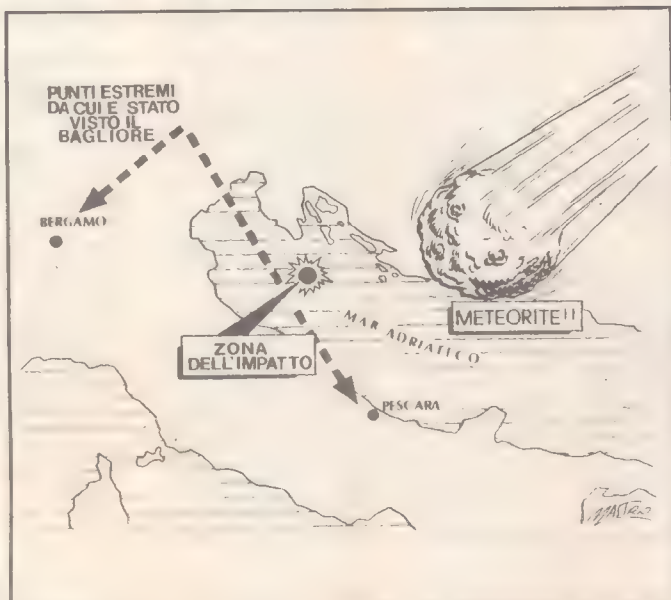 PUNTI ESTREMI
DA CUI E STATO
VISTO IL
BAGLIORE
BERGAMO
METEORITE!!
ZONA
DELL'IMPATTO
MAR ADRIATICO
PESCARA